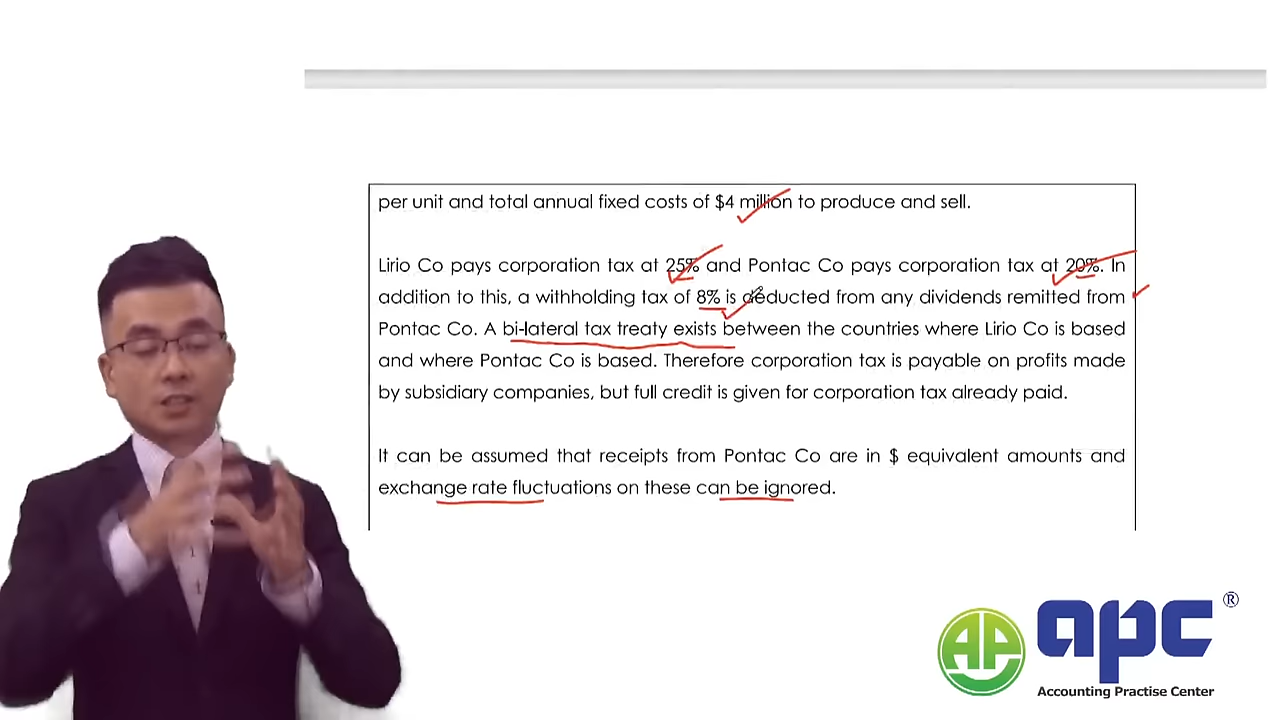 per unit and total annual fixed costs of $4 million to produce and sell.
Lirio Co pays corporation tax at 25% and Pontac Co pays corporation tax at 20%. In
addition to this, a withholding tax of 8% is deducted from any dividends remitted from
Pontac Co. A bi-lateral tax treaty exists between the countries where Lirio Co is based
and where Pontac Co is based. Therefore corporation tax is payable on profits made
by subsidiary companies, but full credit is given for corporation tax already paid.
It can be assumed that receipts from Pontac Co are in $ equivalent amounts and
exchange rate fluctuations on these can be ignored.
AP apc ®
Accounting Practise Center